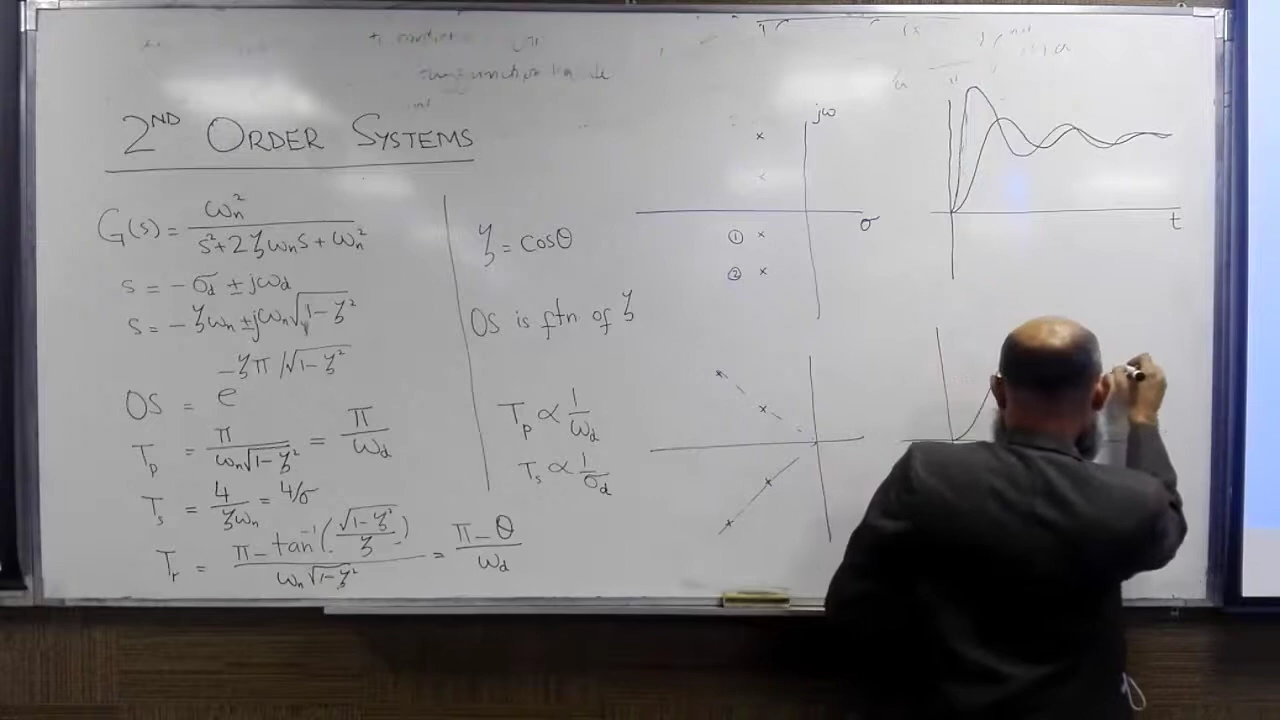 2ND ORDER SYSTEMS
G(s) = ωn² / s² + 2ζωns + ωn²
s = -σd ± jωd
s = -ζωn ± jωn√1-ζ²
OS = e -ζπ/√1-ζ²
Tp = π / ωn√1-ζ² = π / ωd
Ts = 4 / ζωn = 4/σ
Tr = π - tan⁻¹(√1-ζ² / ζ) / ωn√1-ζ² = π - θ / ωd
ζ = cosθ
OS is ftn of ζ
Tp ∝ 1/ωd
Ts ∝ 1/σd
jω
σ
①
②
t